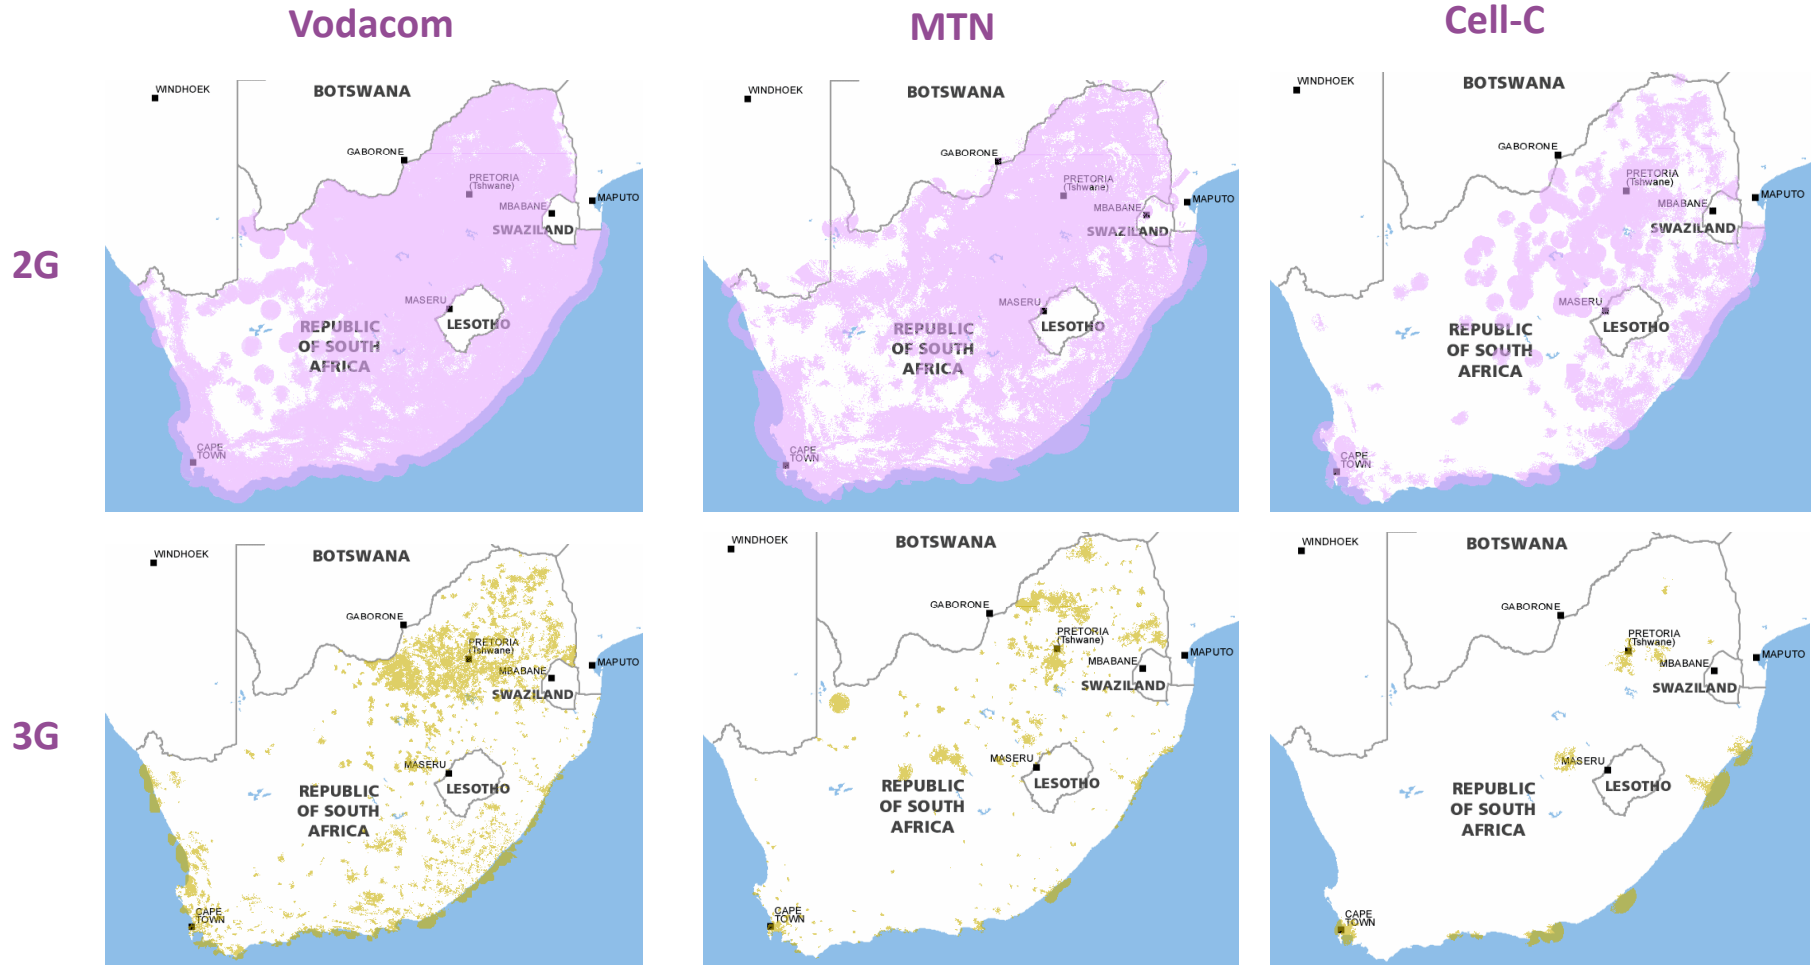 Vodacom
MTN
Cell-C
2G
WINDHOEK
BOTSWANA
GABORONE
PRETORIA
(Tshwane)
MAPUTO
MBABANE
SWAZILAND
MASERU
LESOTHO
REPUBLIC
OF SOUTH
AFRICA
CAPE
TOWN
WINDHOEK
BOTSWANA
GABORONE
PRETORIA
(Tshwane)
MAPUTO
MBABANE
SWAZILAND
MASERU
LESOTHO
REPUBLIC
OF SOUTH
AFRICA
CAPE
TOWN
WINDHOEK
BOTSWANA
GABORONE
PRETORIA
(Tshwane)
MAPUTO
MBABANE
SWAZILAND
MASERU
LESOTHO
REPUBLIC
OF SOUTH
AFRICA
CAPE
TOWN
3G
WINDHOEK
BOTSWANA
GABORONE
PRETORIA
(Tshwane)
MAPUTO
MBABANE
SWAZILAND
MASERU
LESOTHO
REPUBLIC
OF SOUTH
AFRICA
CAPE
TOWN
WINDHOEK
BOTSWANA
GABORONE
PRETORIA
(Tshwane)
MAPUTO
MBABANE
SWAZILAND
MASERU
LESOTHO
REPUBLIC
OF SOUTH
AFRICA
CAPE
TOWN
WINDHOEK
BOTSWANA
GABORONE
PRETORIA
(Tshwane)
MAPUTO
MBABANE
SWAZILAND
MASERU
LESOTHO
REPUBLIC
OF SOUTH
AFRICA
CAPE
TOWN